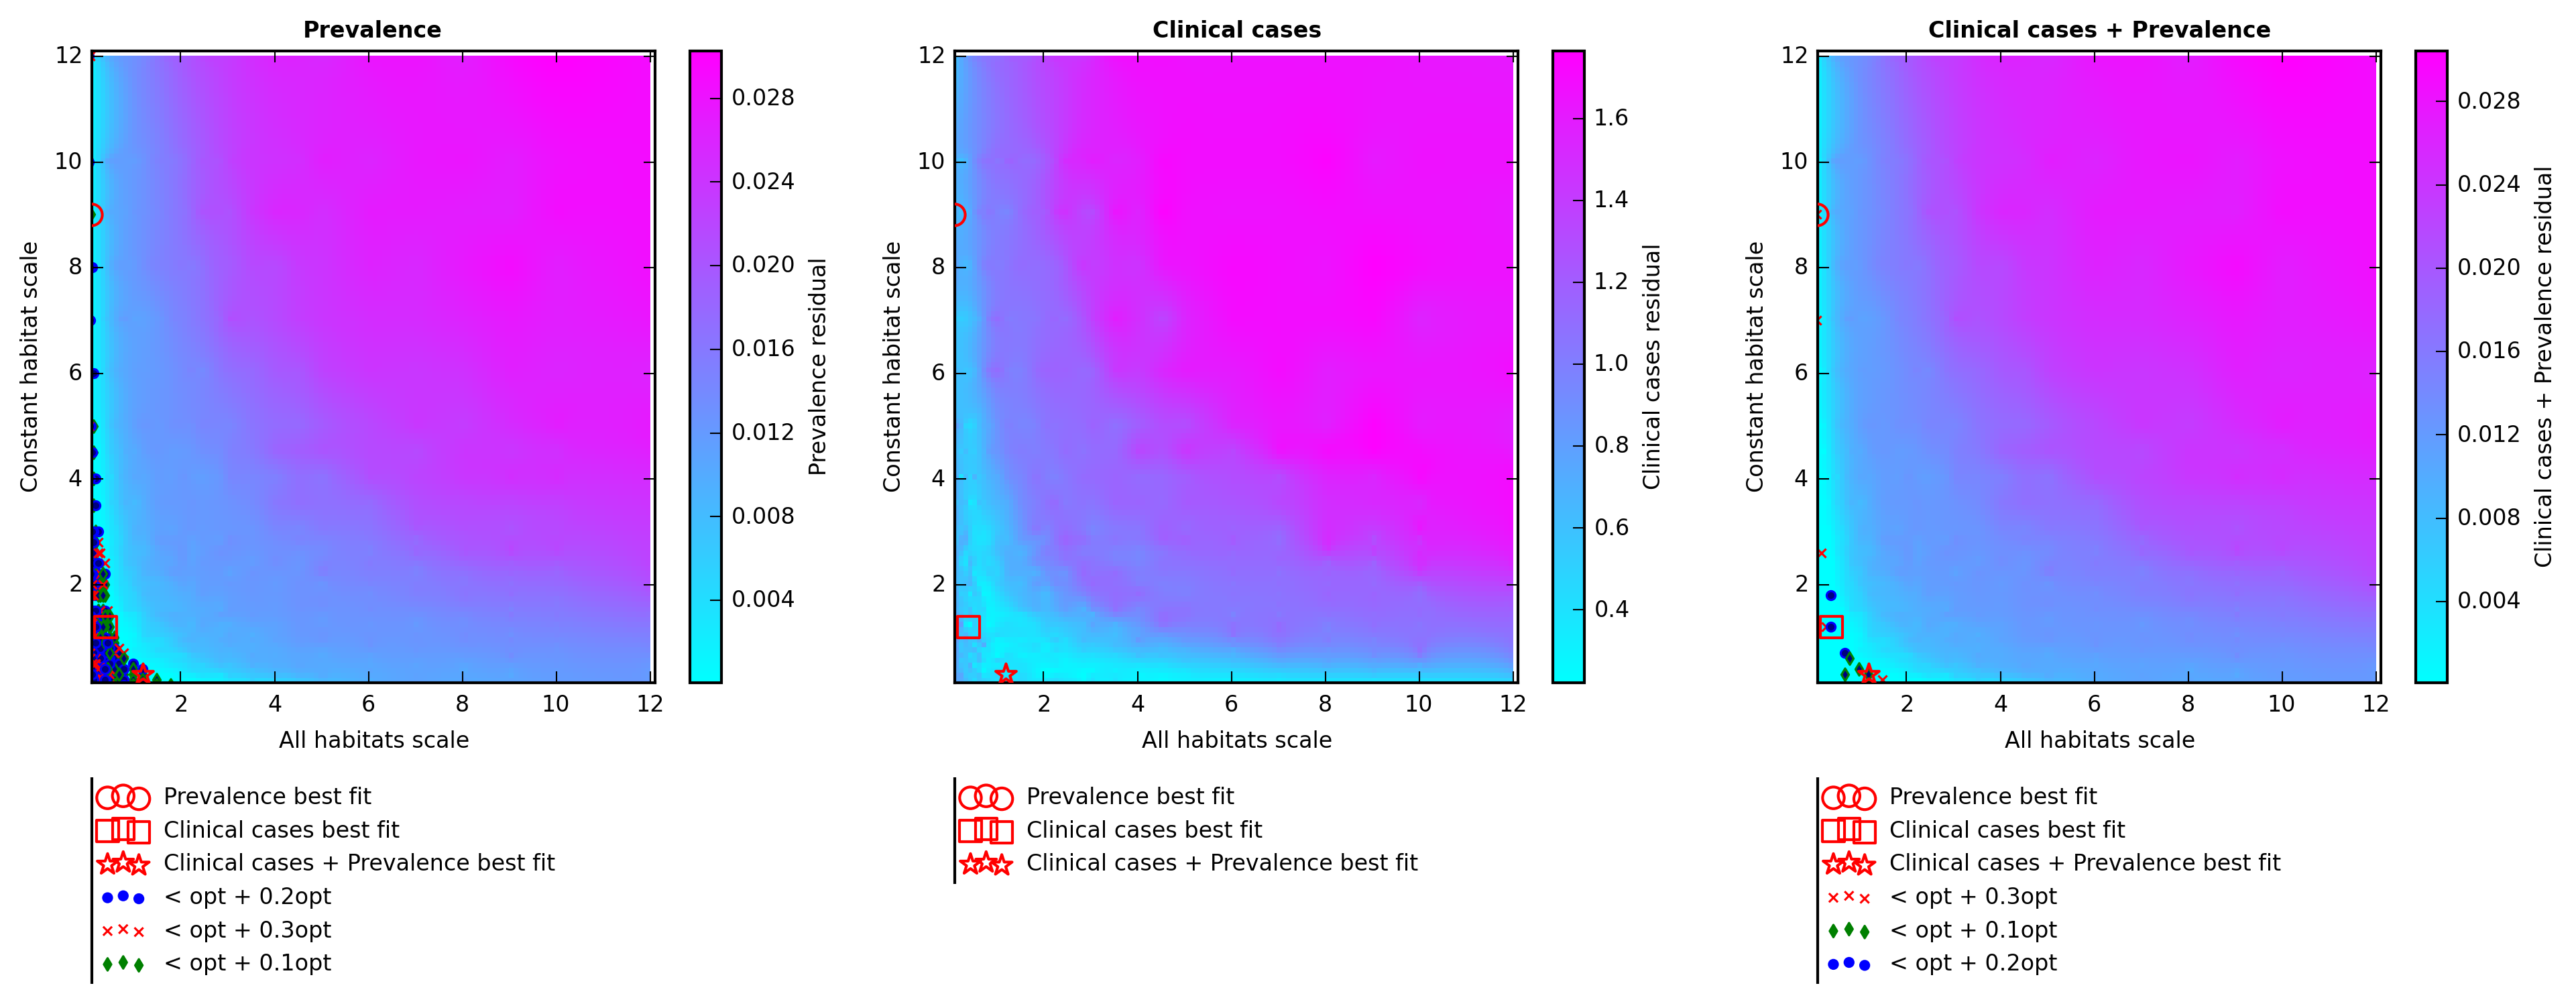 Prevalence
Constant habitat scale
12
10
8
6
4
2
2 4 6 8 10 12
All habitats scale
0.028
0.024
0.020
0.016
0.012
0.008
0.004
Prevalence residual
Prevalence best fit
Clinical cases best fit
Clinical cases + Prevalence best fit
< opt + 0.2opt
< opt + 0.3opt
< opt + 0.1opt
Clinical cases
Constant habitat scale
12
10
8
6
4
2
2 4 6 8 10 12
All habitats scale
1.6
1.4
1.2
1.0
0.8
0.6
0.4
Clinical cases residual
Prevalence best fit
Clinical cases best fit
Clinical cases + Prevalence best fit
Clinical cases + Prevalence
Constant habitat scale
12
10
8
6
4
2
2 4 6 8 10 12
All habitats scale
0.028
0.024
0.020
0.016
0.012
0.008
0.004
Clinical cases + Prevalence residual
Prevalence best fit
Clinical cases best fit
Clinical cases + Prevalence best fit
< opt + 0.3opt
< opt + 0.1opt
< opt + 0.2opt